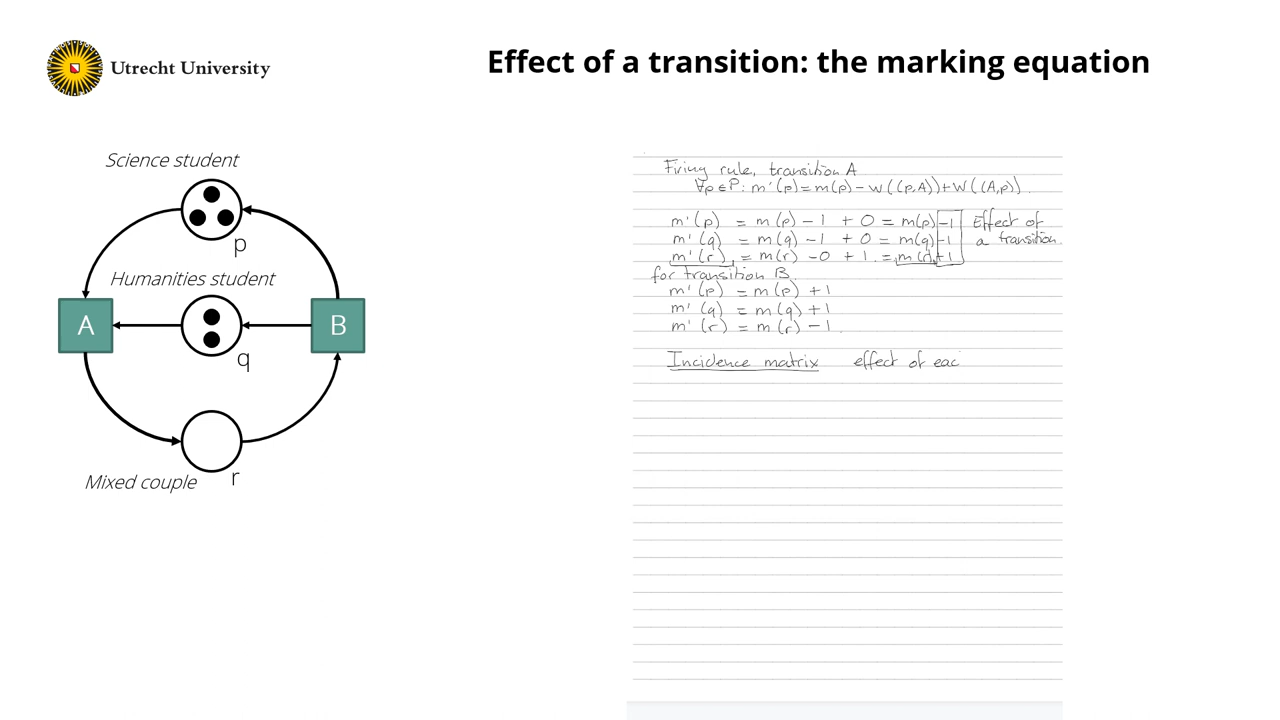 Utrecht University
Effect of a transition: the marking equation
Science student
p
Humanities student
A
B
q
Mixed couple
r
Firing rule, transition A
∀p∈P: m'(p)=m(p)-w((p,A))+W((A,p)).
m'(p) = m(p) - 1 + 0 = m(p)-1 Effect of
m'(q) = m(q) - 1 + 0 = m(q)-1 a transition
m'(r) = m(r) - 0 + 1 = m(r)+1
for transition B.
m'(p) = m(p) + 1
m'(q) = m(q) + 1
m'(r) = m(r) - 1.
Incidence matrix effect of eac